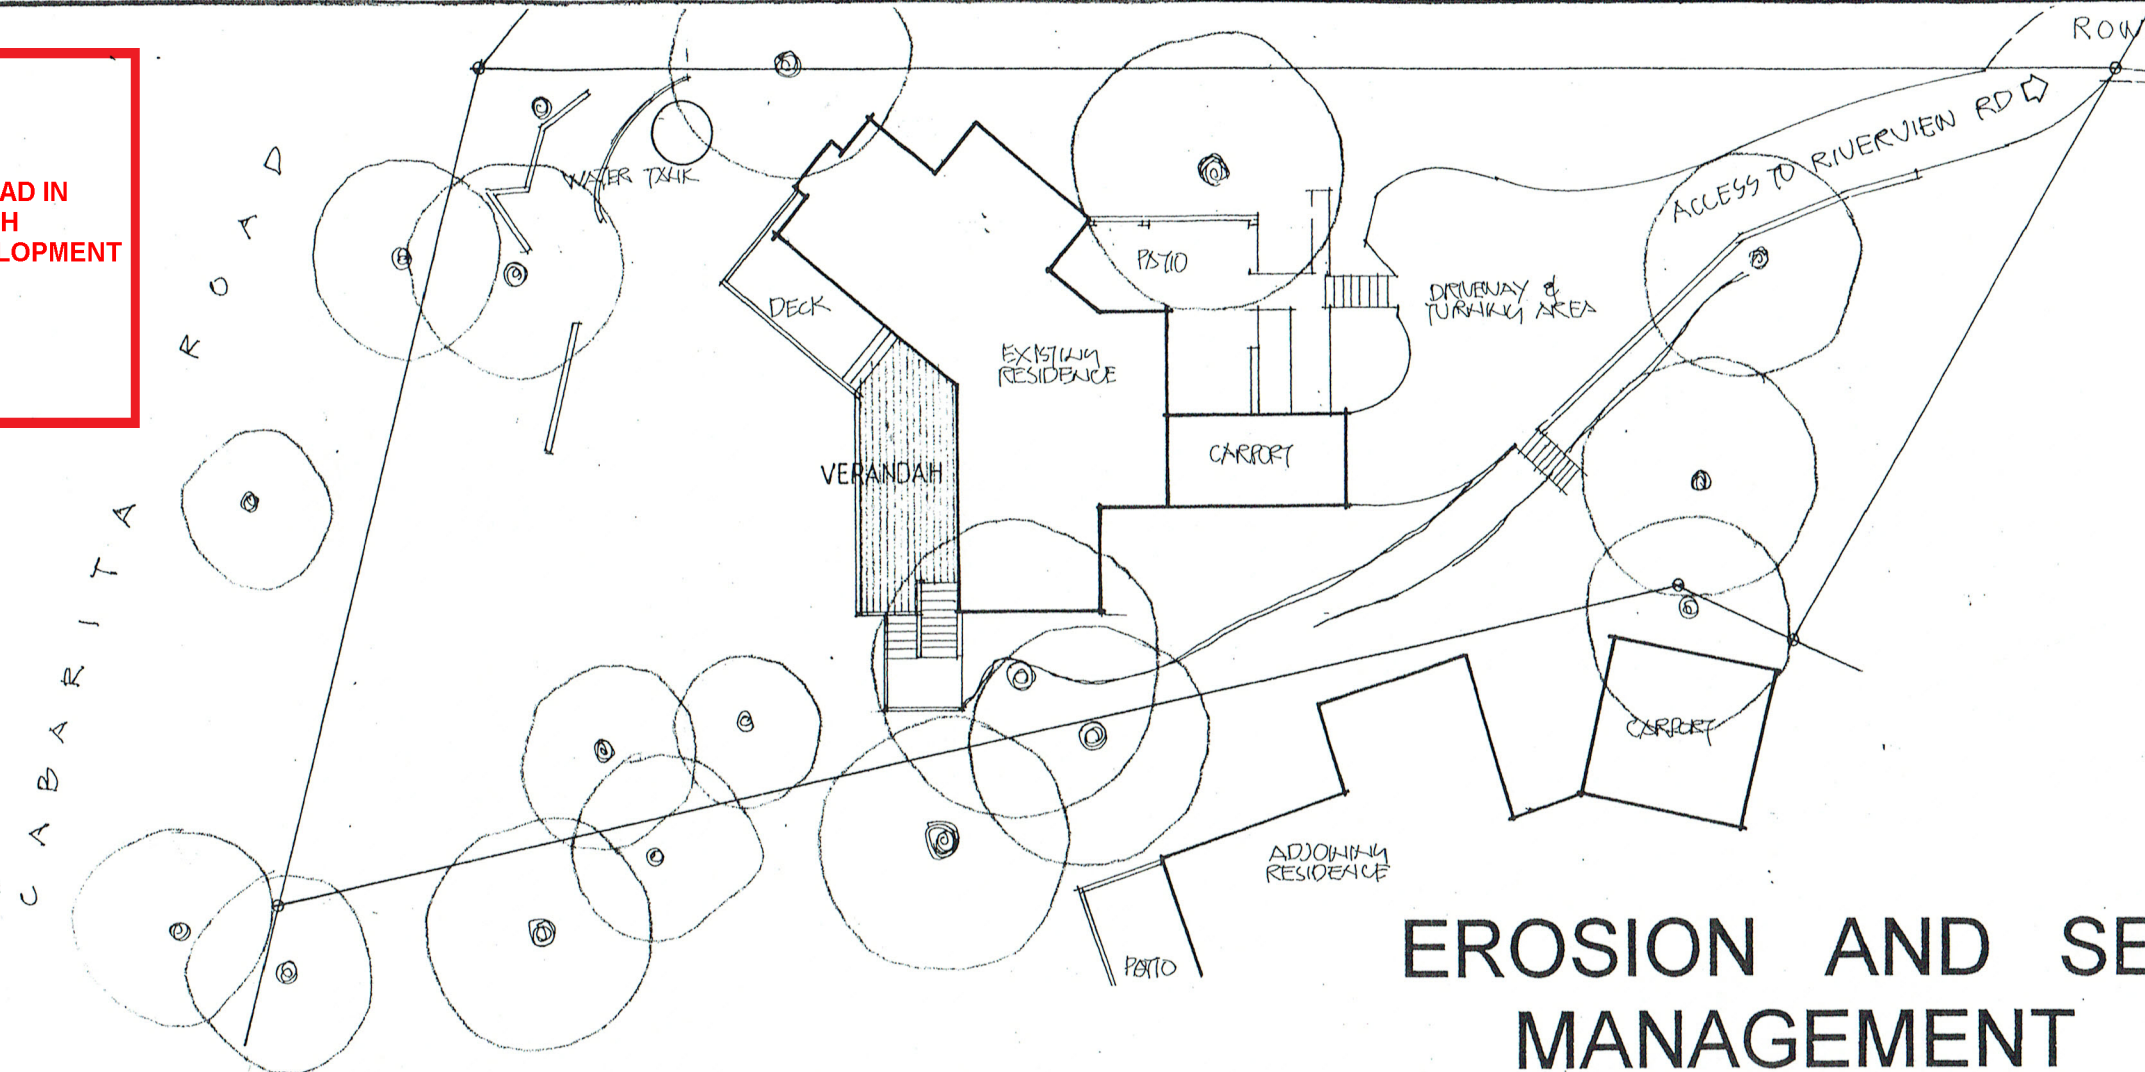 ROW
AD IN
H
LOPMENT
ACCESS TO RIVERVIEW RD
WATER TANK
PATIO
DECK
DRIVEWAY &
TURNING AREA
EXISTING
RESIDENCE
CARPORT
VERANDAH
CABARITA ROAD
CARPORT
ADJOINING
RESIDENCE
PATIO
EROSION AND SE
MANAGEMENT